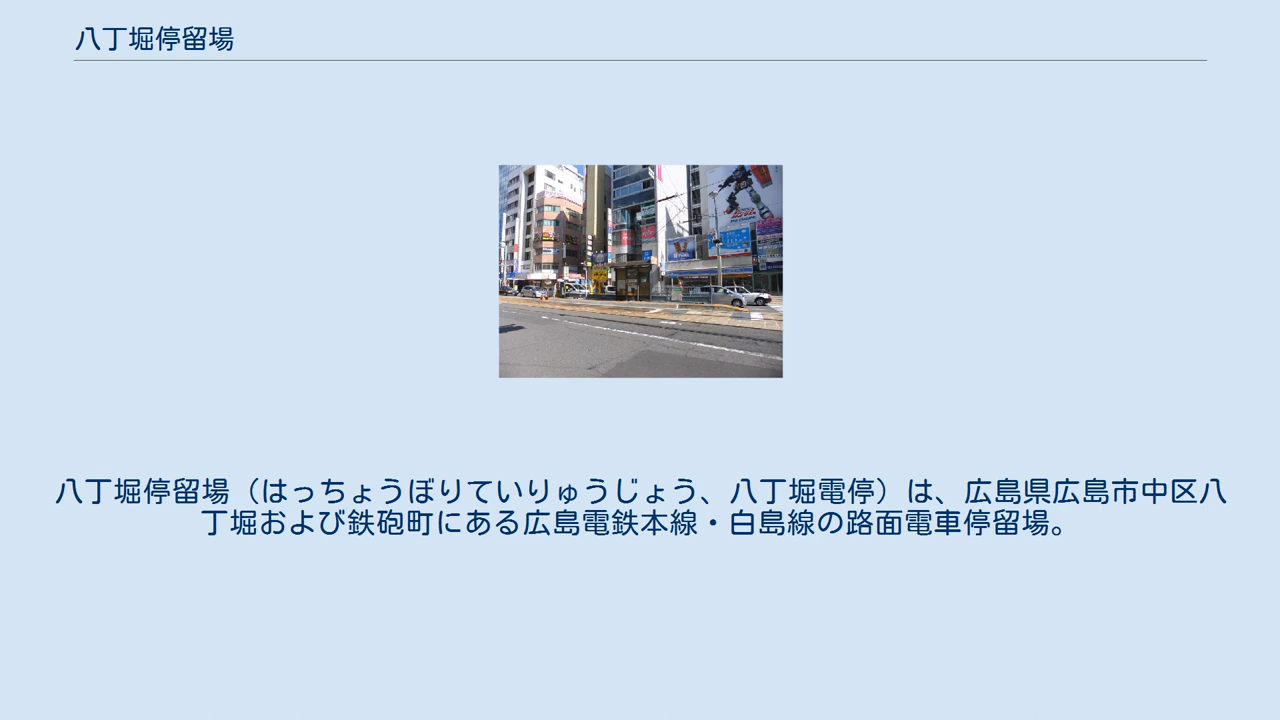 八丁堀停留場
八丁堀停留場（はっちょうぼりていりゅうじょう、八丁堀電停）は、広島県広島市中区八
丁堀および鉄砲町にある広島電鉄本線・白島線の路面電車停留場。